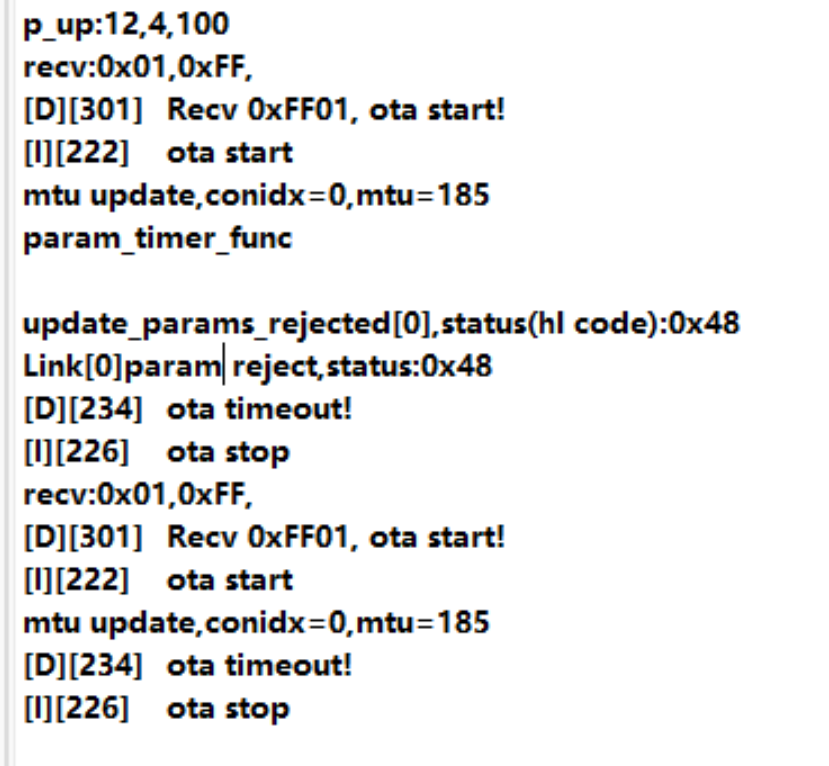 p_up:12,4,100
recv:0x01,0xFF,
[D][301] Recv 0xFF01, ota start!
[I][222] ota start
mtu update,conidx=0,mtu=185
param_timer_func
update_params_rejected[0],status(hl code):0x48
Link[0]param reject,status:0x48
[D][234] ota timeout!
[I][226] ota stop
recv:0x01,0xFF,
[D][301] Recv 0xFF01, ota start!
[I][222] ota start
mtu update,conidx=0,mtu=185
[D][234] ota timeout!
[I][226] ota stop